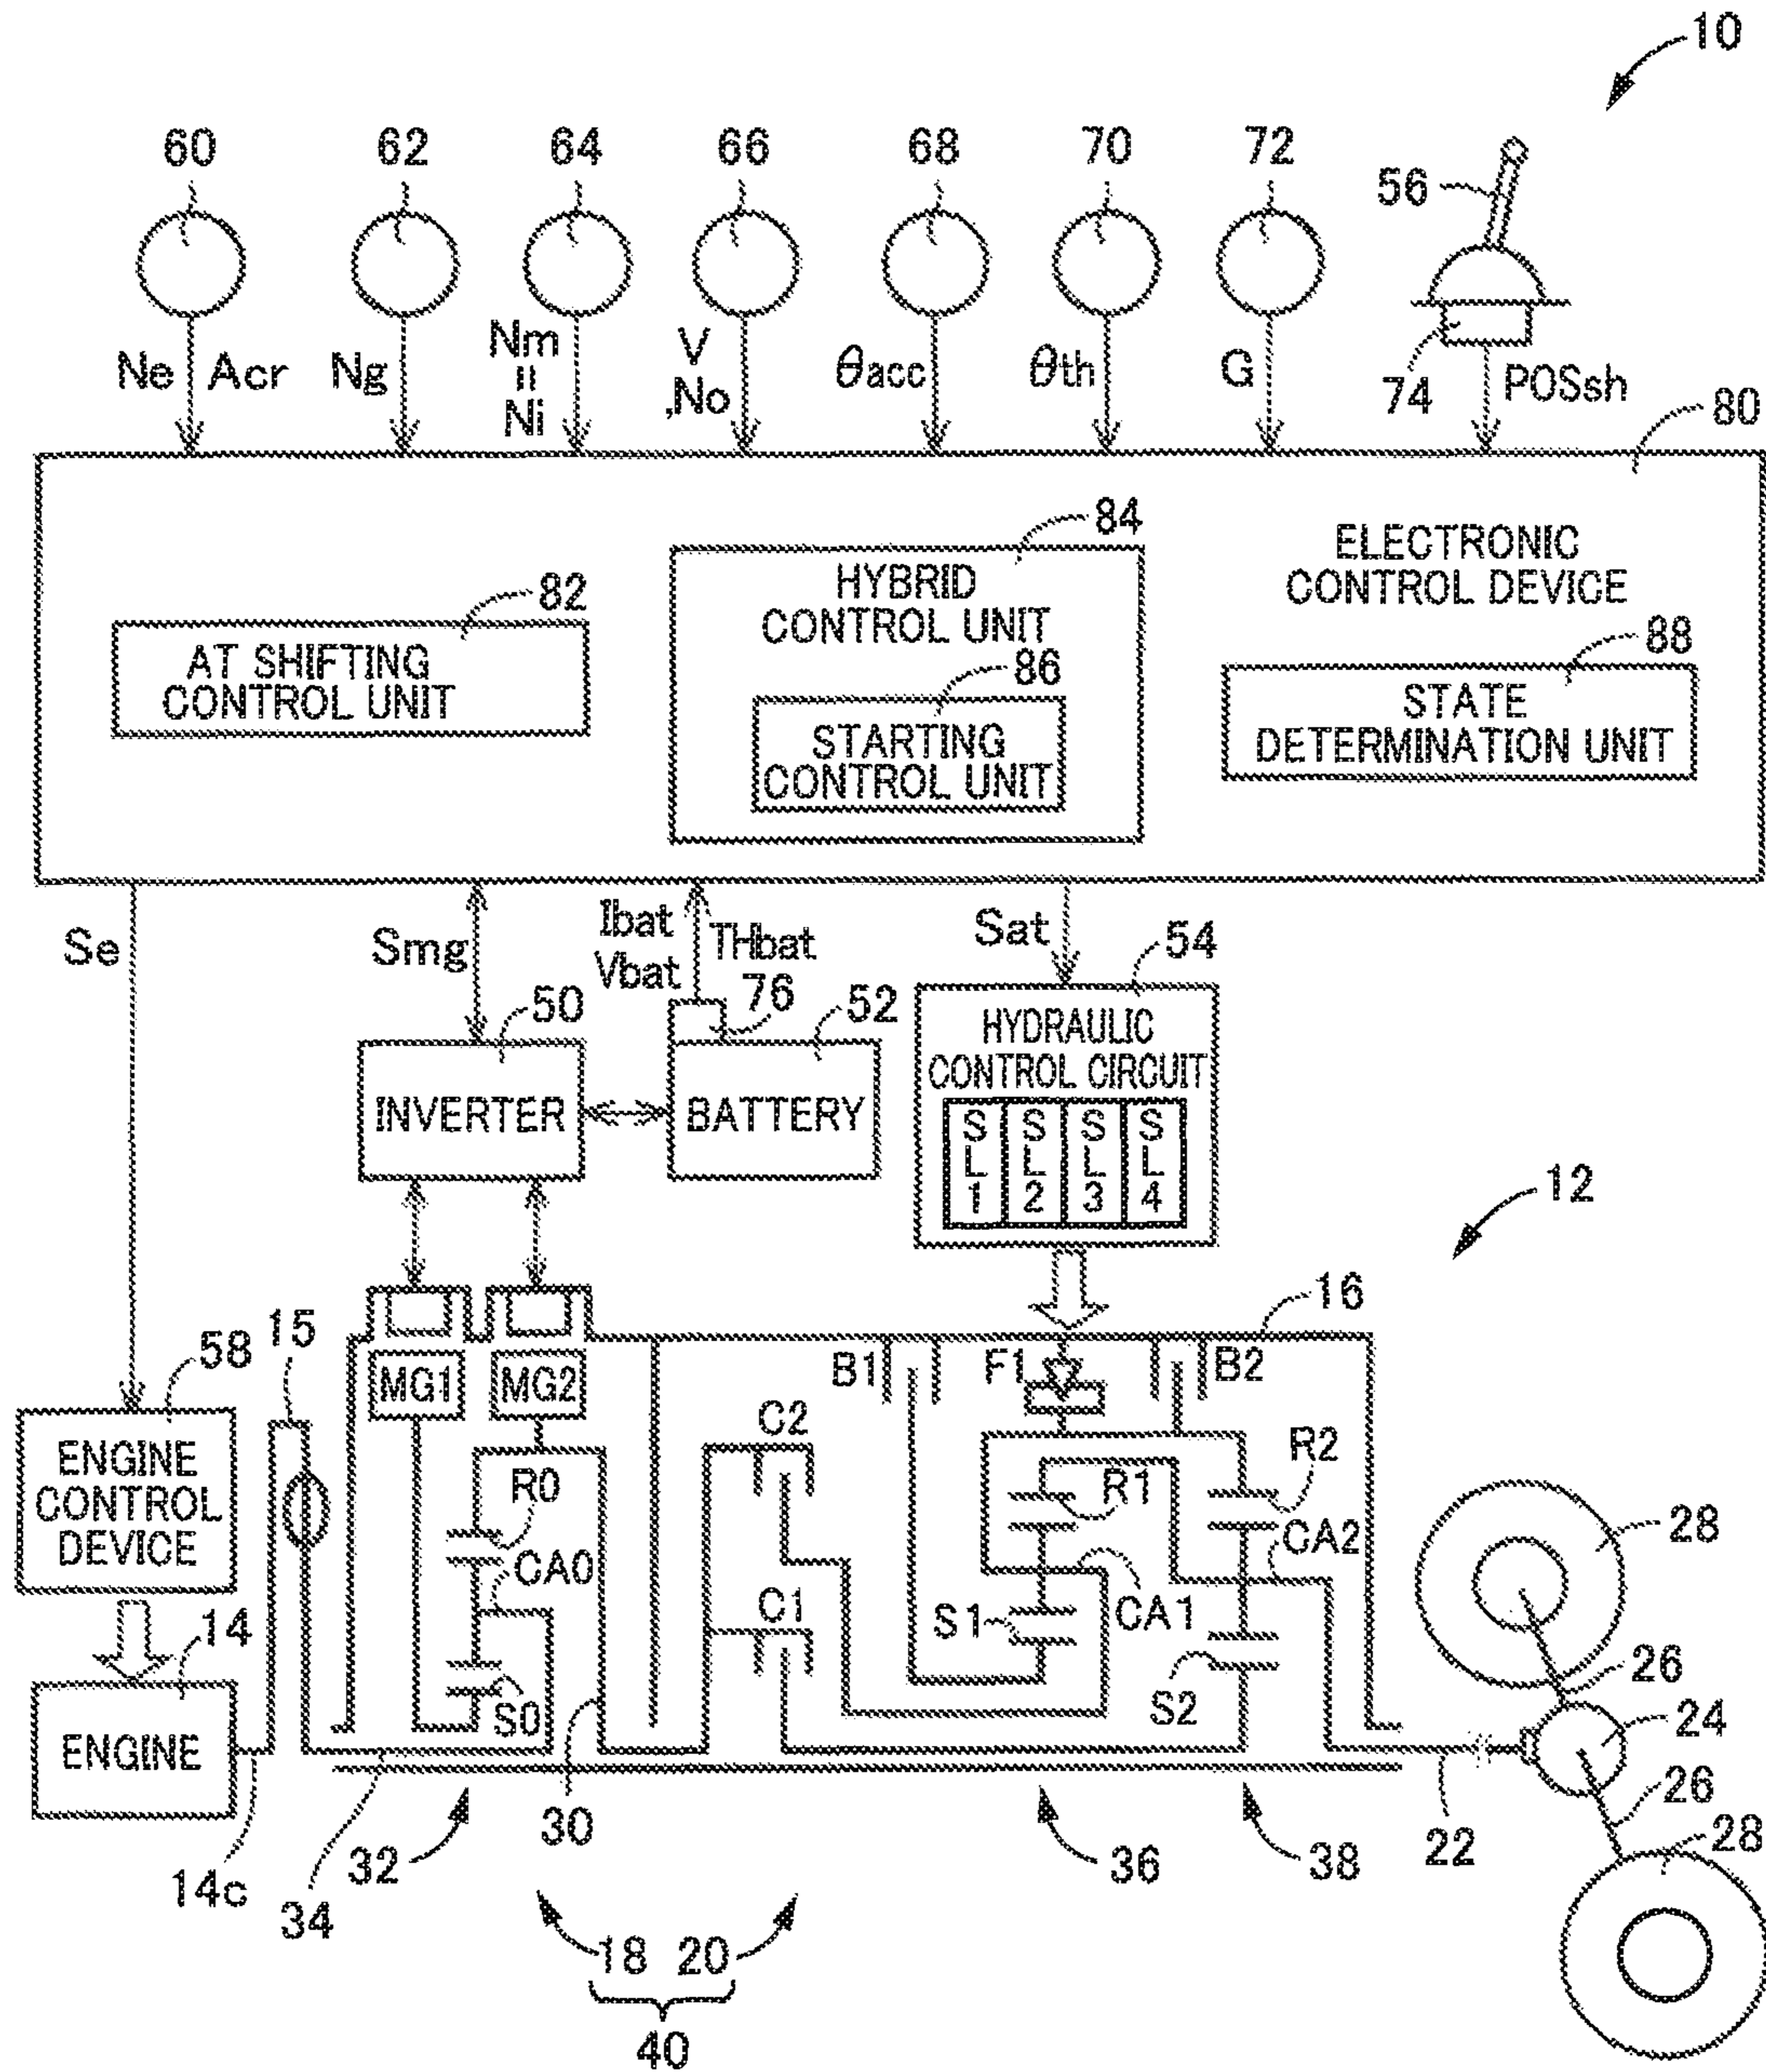 10
60
62
64
66
68
70
72
56
Ne
Acr
Ng
Nm
=
Ni
V
,No
θacc
θth
G
74
POSsh
80
84
ELECTRONIC
CONTROL DEVICE
82
HYBRID
CONTROL UNIT
88
AT SHIFTING
CONTROL UNIT
86
STATE
DETERMINATION UNIT
STARTING
CONTROL UNIT
Se
Smg
Ibat
Vbat
THbat
76
Sat
54
50
52
HYDRAULIC
CONTROL CIRCUIT
INVERTER
BATTERY
SL1
SL2
SL3
SL4
12
16
15
58
MG1
MG2
B1
F1
B2
ENGINE
CONTROL
DEVICE
C2
R0
R1
R2
28
CA0
CA2
C1
CA1
14
S1
26
S0
S2
24
ENGINE
26
30
22
28
32
36
38
14c
34
18
20
40